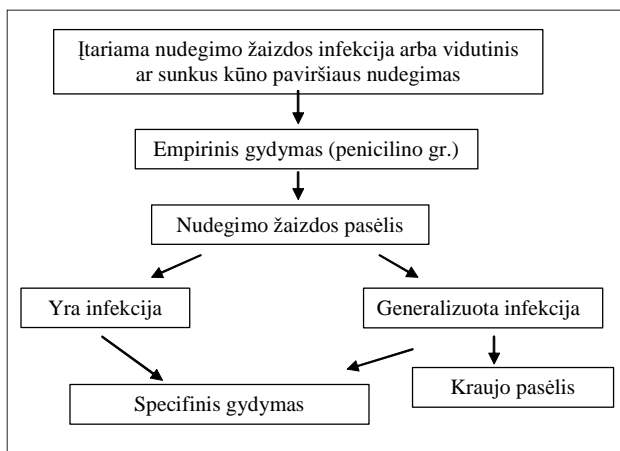 Įtariama nudegimo žaizdos infekcija arba vidutinis
ar sunkus kūno paviršiaus nudegimas
Empirinis gydymas (penicilino gr.)
Nudegimo žaizdos pasėlis
Yra infekcija
Generalizuota infekcija
Specifinis gydymas
Kraujo pasėlis